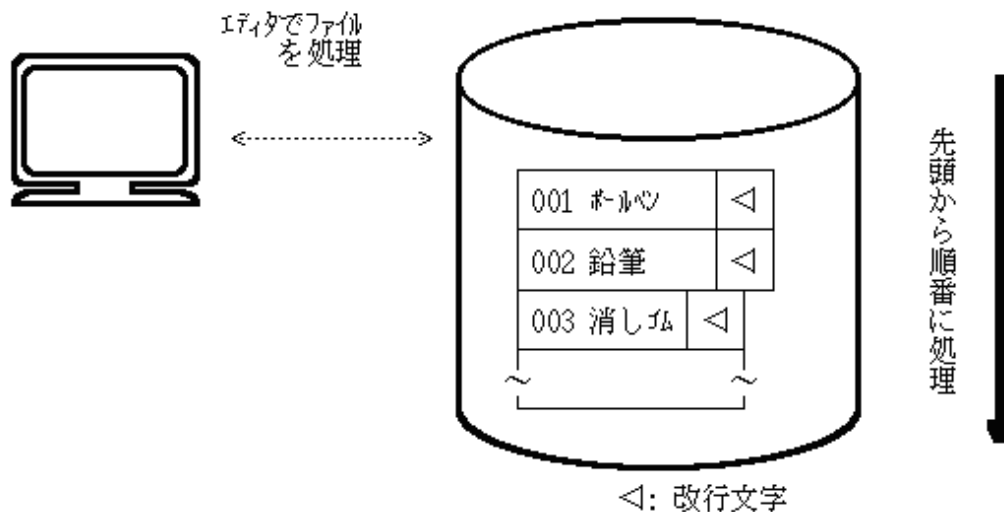 ｴﾃﾞｨﾀでﾌｧｲﾙ
を処理
001 ﾎﾞｰﾙﾍﾟﾝ ◁
002 鉛筆 ◁
003 消しｺﾞﾑ ◁
～ ～
先頭から順番に処理
◁: 改行文字